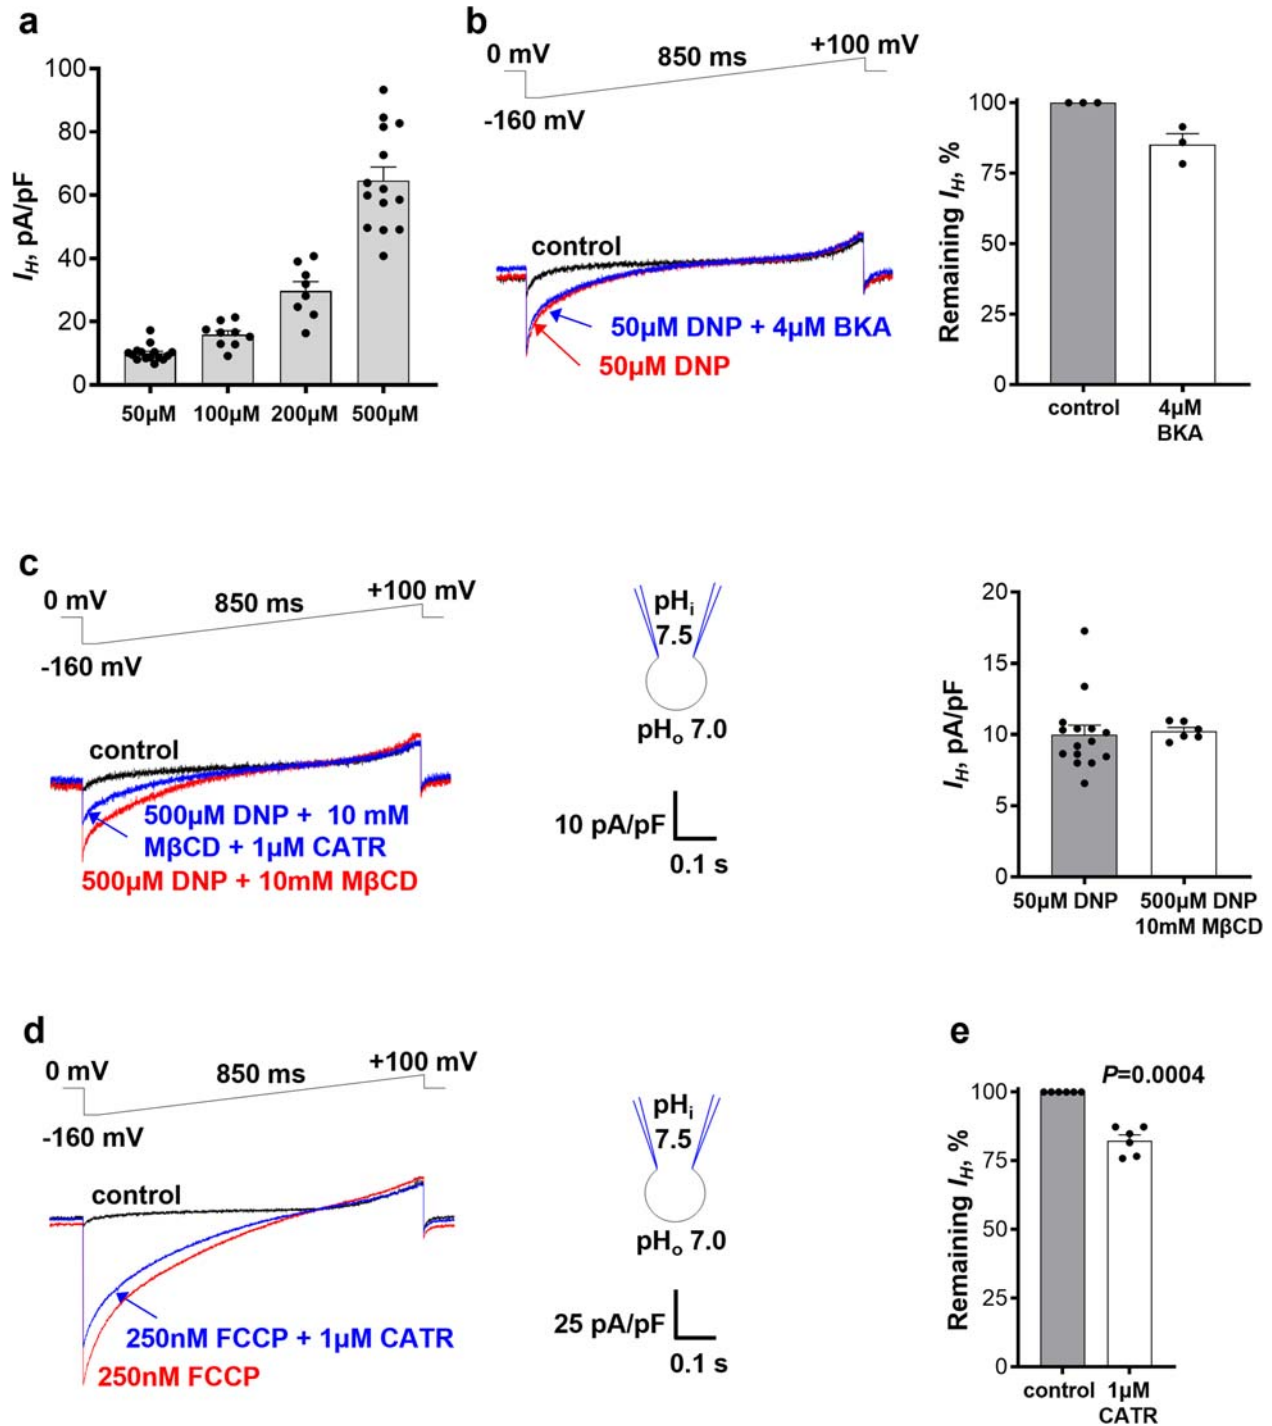 a
100
80
60
40
20
0
I_H, pA/pF
50µM 100µM 200µM 500µM
b
0 mV
850 ms
+100 mV
-160 mV
control
50µM DNP + 4µM BKA
50µM DNP
100
75
50
25
0
Remaining I_H, %
control
4µM
BKA
c
0 mV
850 ms
+100 mV
-160 mV
control
500µM DNP + 10 mM
MβCD + 1µM CATR
500µM DNP + 10mM MβCD
pH_i
7.5
pH_o 7.0
10 pA/pF
0.1 s
20
15
10
5
0
I_H, pA/pF
50µM DNP
500µM DNP
10mM MβCD
d
0 mV
850 ms
+100 mV
-160 mV
control
250nM FCCP + 1µM CATR
250nM FCCP
pH_i
7.5
pH_o 7.0
25 pA/pF
0.1 s
e
P=0.0004
100
75
50
25
0
Remaining I_H, %
control
1µM
CATR